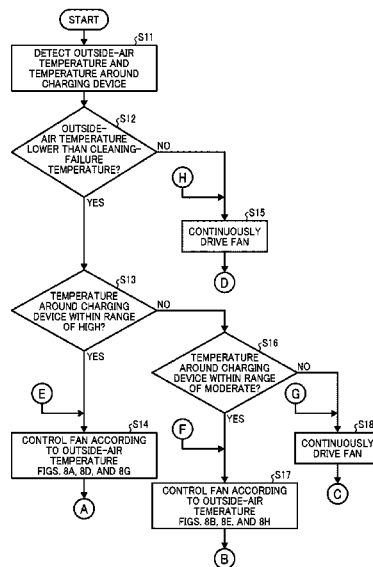 START
S11
DETECT OUTSIDE-AIR
TEMPERATURE AND
TEMPERATURE AROUND
CHARGING DEVICE
S12
OUTSIDE-
AIR TEMPERATURE
LOWER THAN CLEANING-
FAILURE
TEMPERATURE?
NO
YES
H
S15
CONTINUOUSLY
DRIVE FAN
D
S13
TEMPERATURE
AROUND CHARGING
DEVICE WITHIN RANGE
OF HIGH?
NO
YES
S16
TEMPERATURE
AROUND CHARGING
DEVICE WITHIN RANGE
OF MODERATE?
NO
YES
E
S14
CONTROL FAN ACCORDING
TO OUTSIDE-AIR
TEMPERATURE
FIGS. 8A, 8D, AND 8G
A
F
S17
CONTROL FAN ACCORDING
TO OUTSIDE-AIR
TEMERATURE
FIGS. 8B, 8E, AND 8H
B
G
S18
CONTINUOUSLY
DRIVE FAN
C